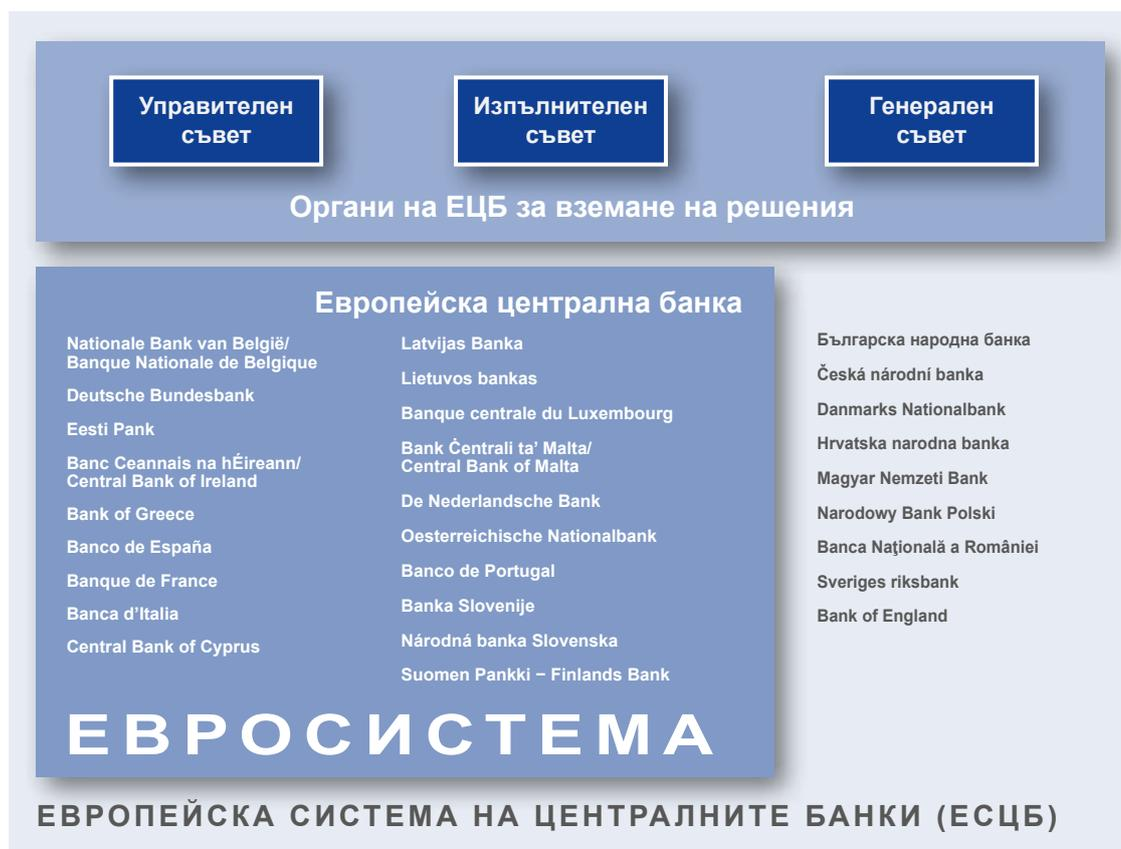 Управителен
съвет
Изпълнителен
съвет
Генерален
съвет
Органи на ЕЦБ за вземане на решения
Европейска централна банка
Nationale Bank van België/
Banque Nationale de Belgique
Deutsche Bundesbank
Eesti Pank
Banc Ceannais na hÉireann/
Central Bank of Ireland
Bank of Greece
Banco de España
Banque de France
Banca d’Italia
Central Bank of Cyprus
Latvijas Banka
Lietuvos bankas
Banque centrale du Luxembourg
Bank Ċentrali ta’ Malta/
Central Bank of Malta
De Nederlandsche Bank
Oesterreichische Nationalbank
Banco de Portugal
Banka Slovenije
Národná banka Slovenska
Suomen Pankki − Finlands Bank
Българска народна банка
Česká národní banka
Danmarks Nationalbank
Hrvatska narodna banka
Magyar Nemzeti Bank
Narodowy Bank Polski
Banca Naţională a României
Sveriges riksbank
Bank of England
ЕВРОСИСТЕМА
ЕВРОПЕЙСКА СИСТЕМА НА ЦЕНТРАЛНИТЕ БАНКИ (ЕСЦБ)